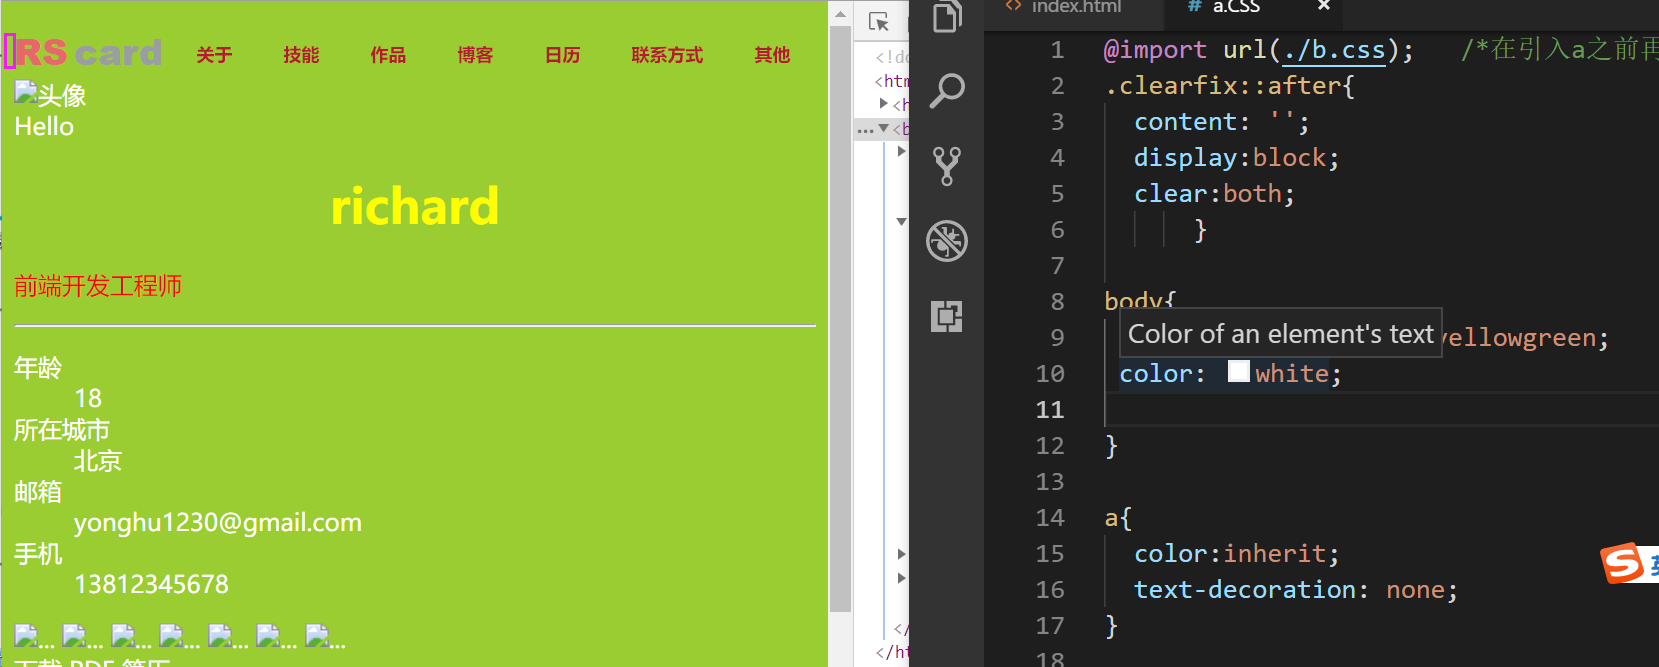 RS card 关于 技能 作品 博客 日历 联系方式 其他
头像
Hello
richard
前端开发工程师
年龄
18
所在城市
北京
邮箱
yonghu1230@gmail.com
手机
13812345678
... ... ... ... ... ... ...
下载 PDF 简历
...
</
index.html
a.CSS
1 @import url(./b.css); /*在引入a之前再
2 .clearfix::after{
3 content: '';
4 display:block;
5 clear:both;
6 }
7
8 body{
9 yellowgreen;
Color of an element's text
10 color: white;
11
12 }
13
14 a{
15 color:inherit;
16 text-decoration: none;
17 }
18